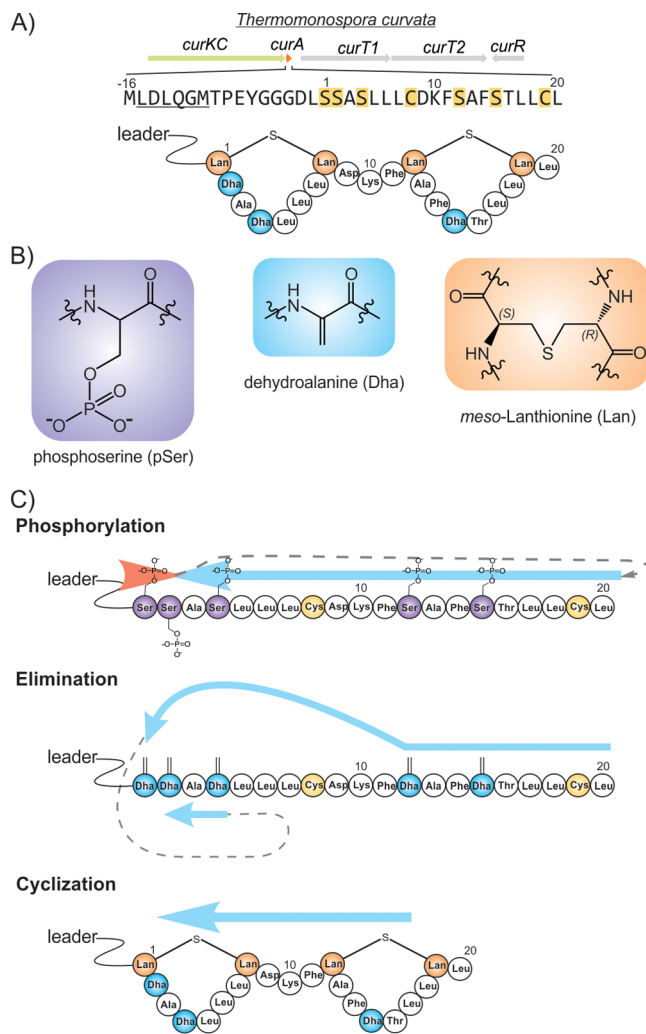 A)
Thermomonospora curvata
curKC curA curT1 curT2 curR
-16 1 10 20
MLDLQGMTPEYGGGDLSSASLLLCDKFSAFSTLLCL
leader 1 S 10 S 20
Lan Dha Ala Dha Leu Leu Leu Lan Asp Lys Phe Lan Ala Phe Dha Thr Leu Leu Lan Leu
B)
H N O
O
-O P O
O-
phosphoserine (pSer)
H N O
dehydroalanine (Dha)
O (S) NH S (R) NH O
meso-Lanthionine (Lan)
C)
Phosphorylation
O- -O-P=O O
O- -O-P=O O
O- -O-P=O O
O- -O-P=O O
leader 10 20
Ser Ser Ala Ser Leu Leu Leu Cys Asp Lys Phe Ser Ala Phe Ser Thr Leu Leu Cys Leu
O -O-P=O O-
Elimination
leader 10 20
Dha Dha Ala Dha Leu Leu Leu Cys Asp Lys Phe Dha Ala Phe Dha Thr Leu Leu Cys Leu
Cyclization
leader 1 S 10 S 20
Lan Dha Ala Dha Leu Leu Leu Lan Asp Lys Phe Lan Ala Phe Dha Thr Leu Leu Lan Leu